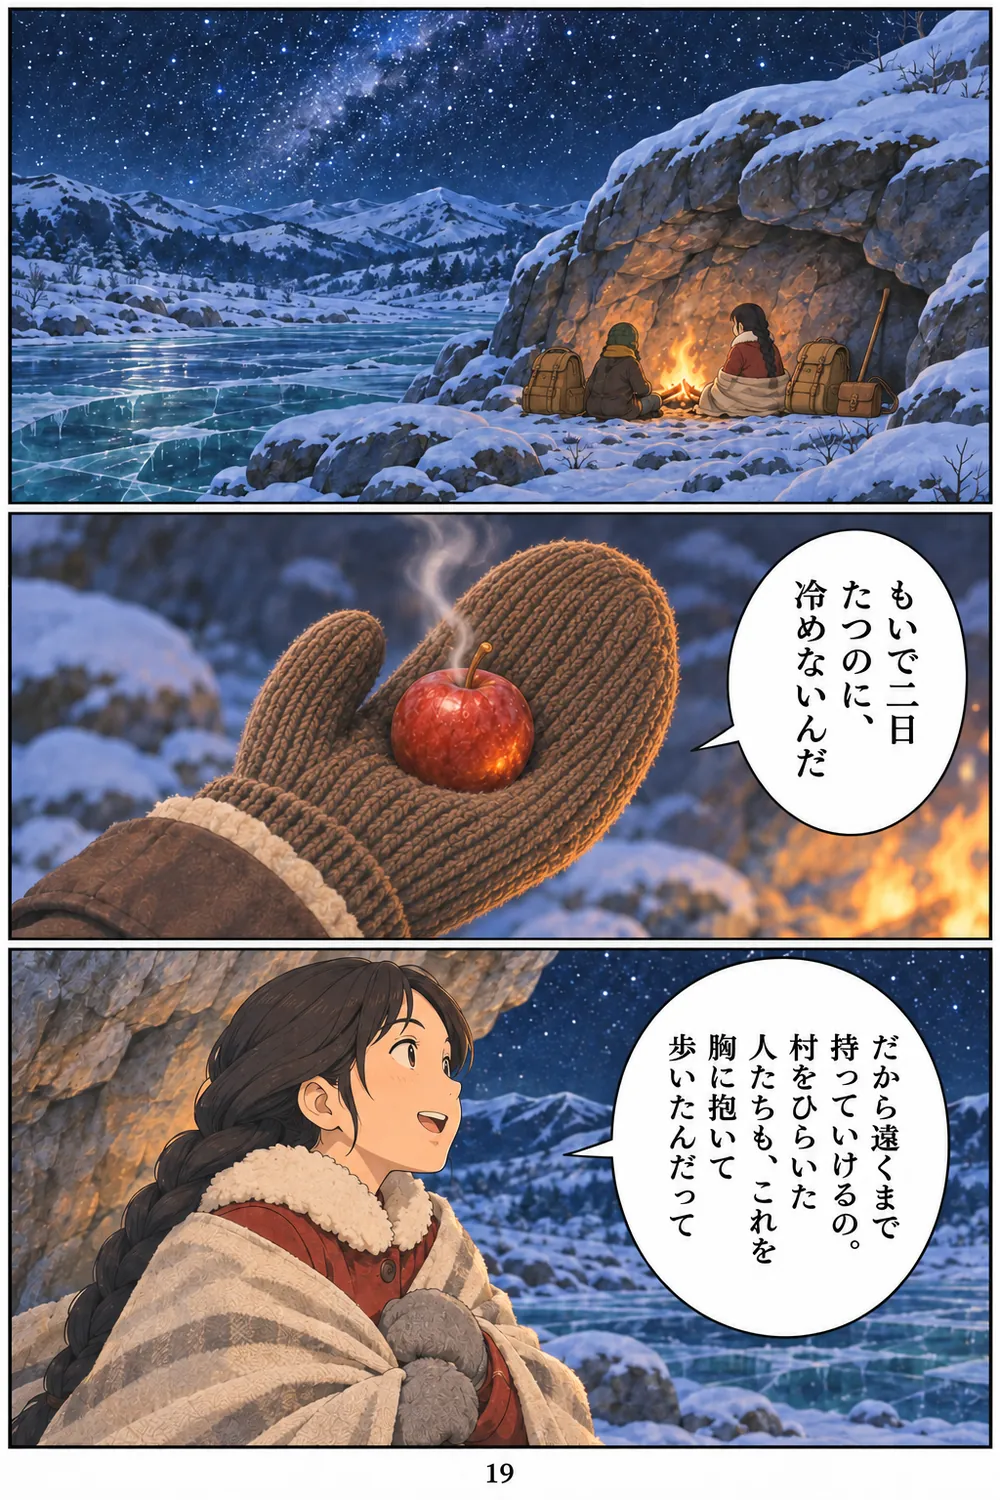 もいで二日
たつのに、
冷めないんだ
だから遠くまで
持っていけるの。
村をひらいた
人たちも、これを
胸に抱いて
歩いたんだって
19